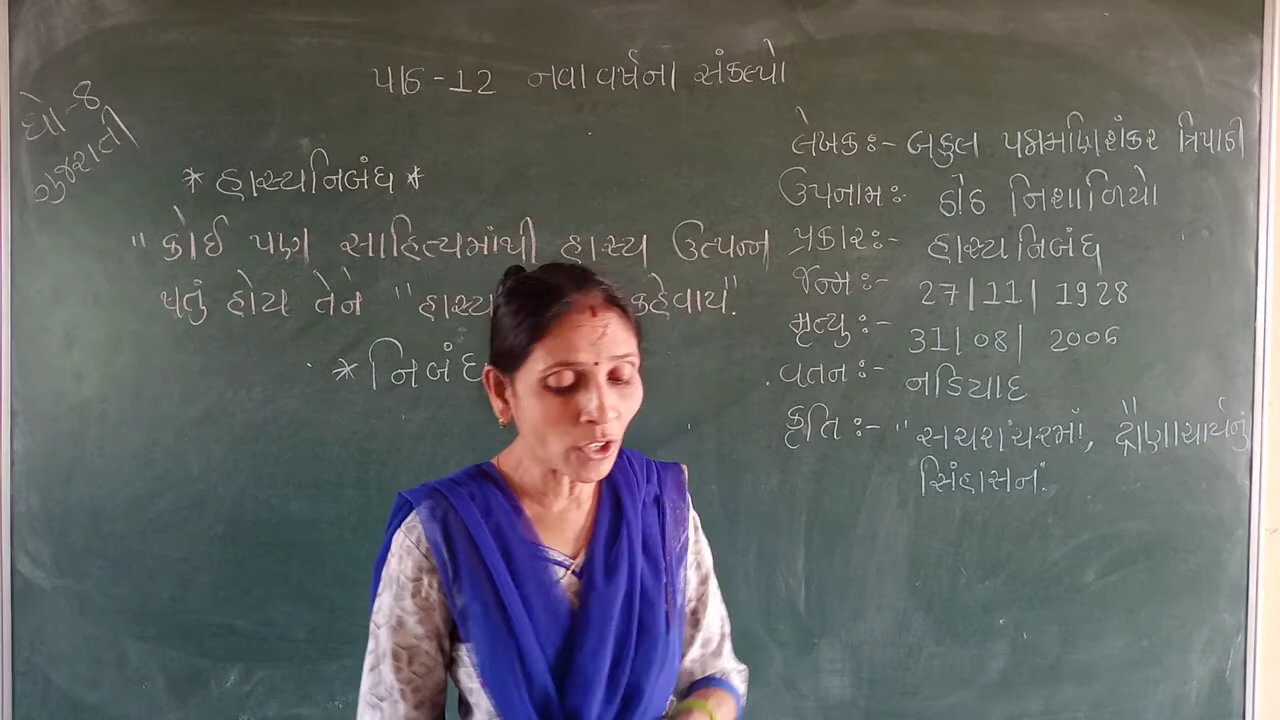 ધો-8
ગુજરાતી
પાઠ-12 નવા વર્ષના સંકલ્પો
* હાસ્યનિબંધ *
"કોઈ પણ સાહિત્યમાંથી હાસ્ય ઉત્પન્ન
થતું હોય તેને "હાસ્ય કહેવાય."
* નિબંધ
લેખકઃ- બકુલ પદ્મમણિશંકર ત્રિપાઠી
ઉપનામઃ ઠોઠ નિશાળિયો
પ્રકારઃ- હાસ્યનિબંધ
જન્મઃ- 27/11/1928
મૃત્યુઃ- 31/08/2006
વતનઃ- નડિયાદ
કૃતિઃ- "સચરાચરમાં, દ્રોણાચાર્યનું
સિંહાસન.